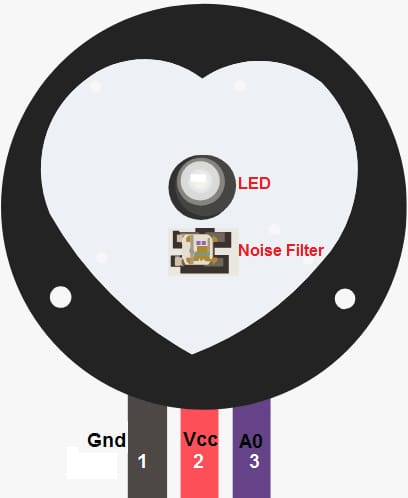 LED
Noise Filter
Gnd Vcc A0
1 2 3